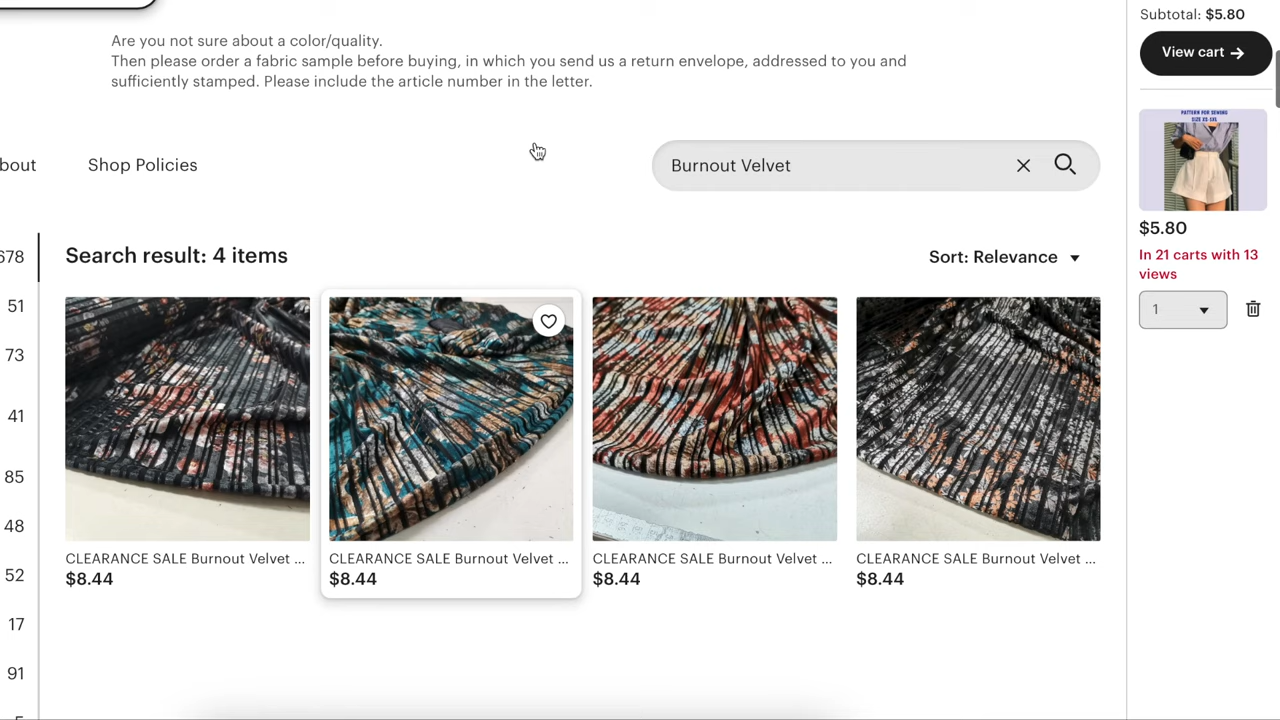 Subtotal: $5.80
View cart →
Are you not sure about a color/quality.
Then please order a fabric sample before buying, in which you send us a return envelope, addressed to you and
sufficiently stamped. Please include the article number in the letter.
bout
Shop Policies
Burnout Velvet
PATTERN FOR SEWING
SIZE XS-5XL
$5.80
In 21 carts with 13
views
1
678
51
73
41
85
48
52
17
91
Search result: 4 items
Sort: Relevance
CLEARANCE SALE Burnout Velvet ...
$8.44
CLEARANCE SALE Burnout Velvet ...
$8.44
CLEARANCE SALE Burnout Velvet ...
$8.44
CLEARANCE SALE Burnout Velvet ...
$8.44